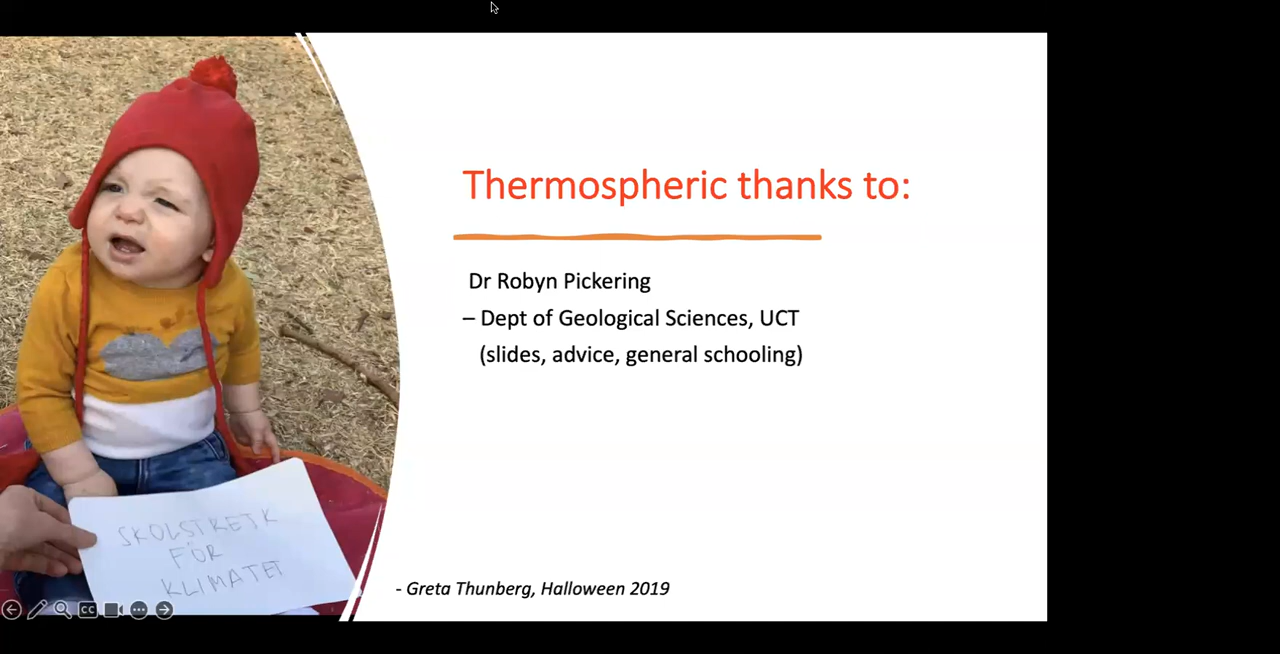 Thermospheric thanks to:
Dr Robyn Pickering
– Dept of Geological Sciences, UCT
(slides, advice, general schooling)
SKOLSTREJK
FÖR
KLIMATET
- Greta Thunberg, Halloween 2019
CC